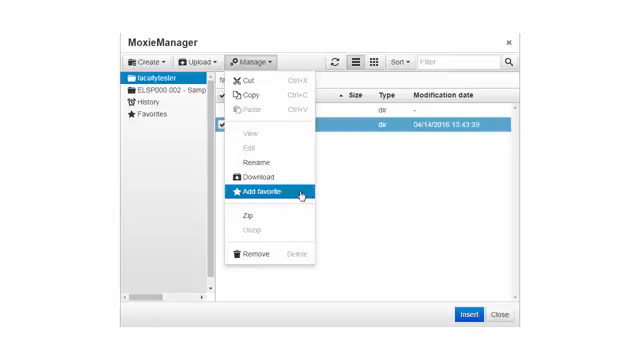 MoxieManager ×
Create Upload Manage Sort Filter
facultytester
ELSP000 002 - Samp
History
Favorites
Cut Ctrl+X
Copy Ctrl+C
Paste Ctrl+V
View
Edit
Rename
Download
Add favorite
Zip
Unzip
Remove Delete
Size Type Modification date
dir -
dir 04/14/2016 13:43:39
Insert Close